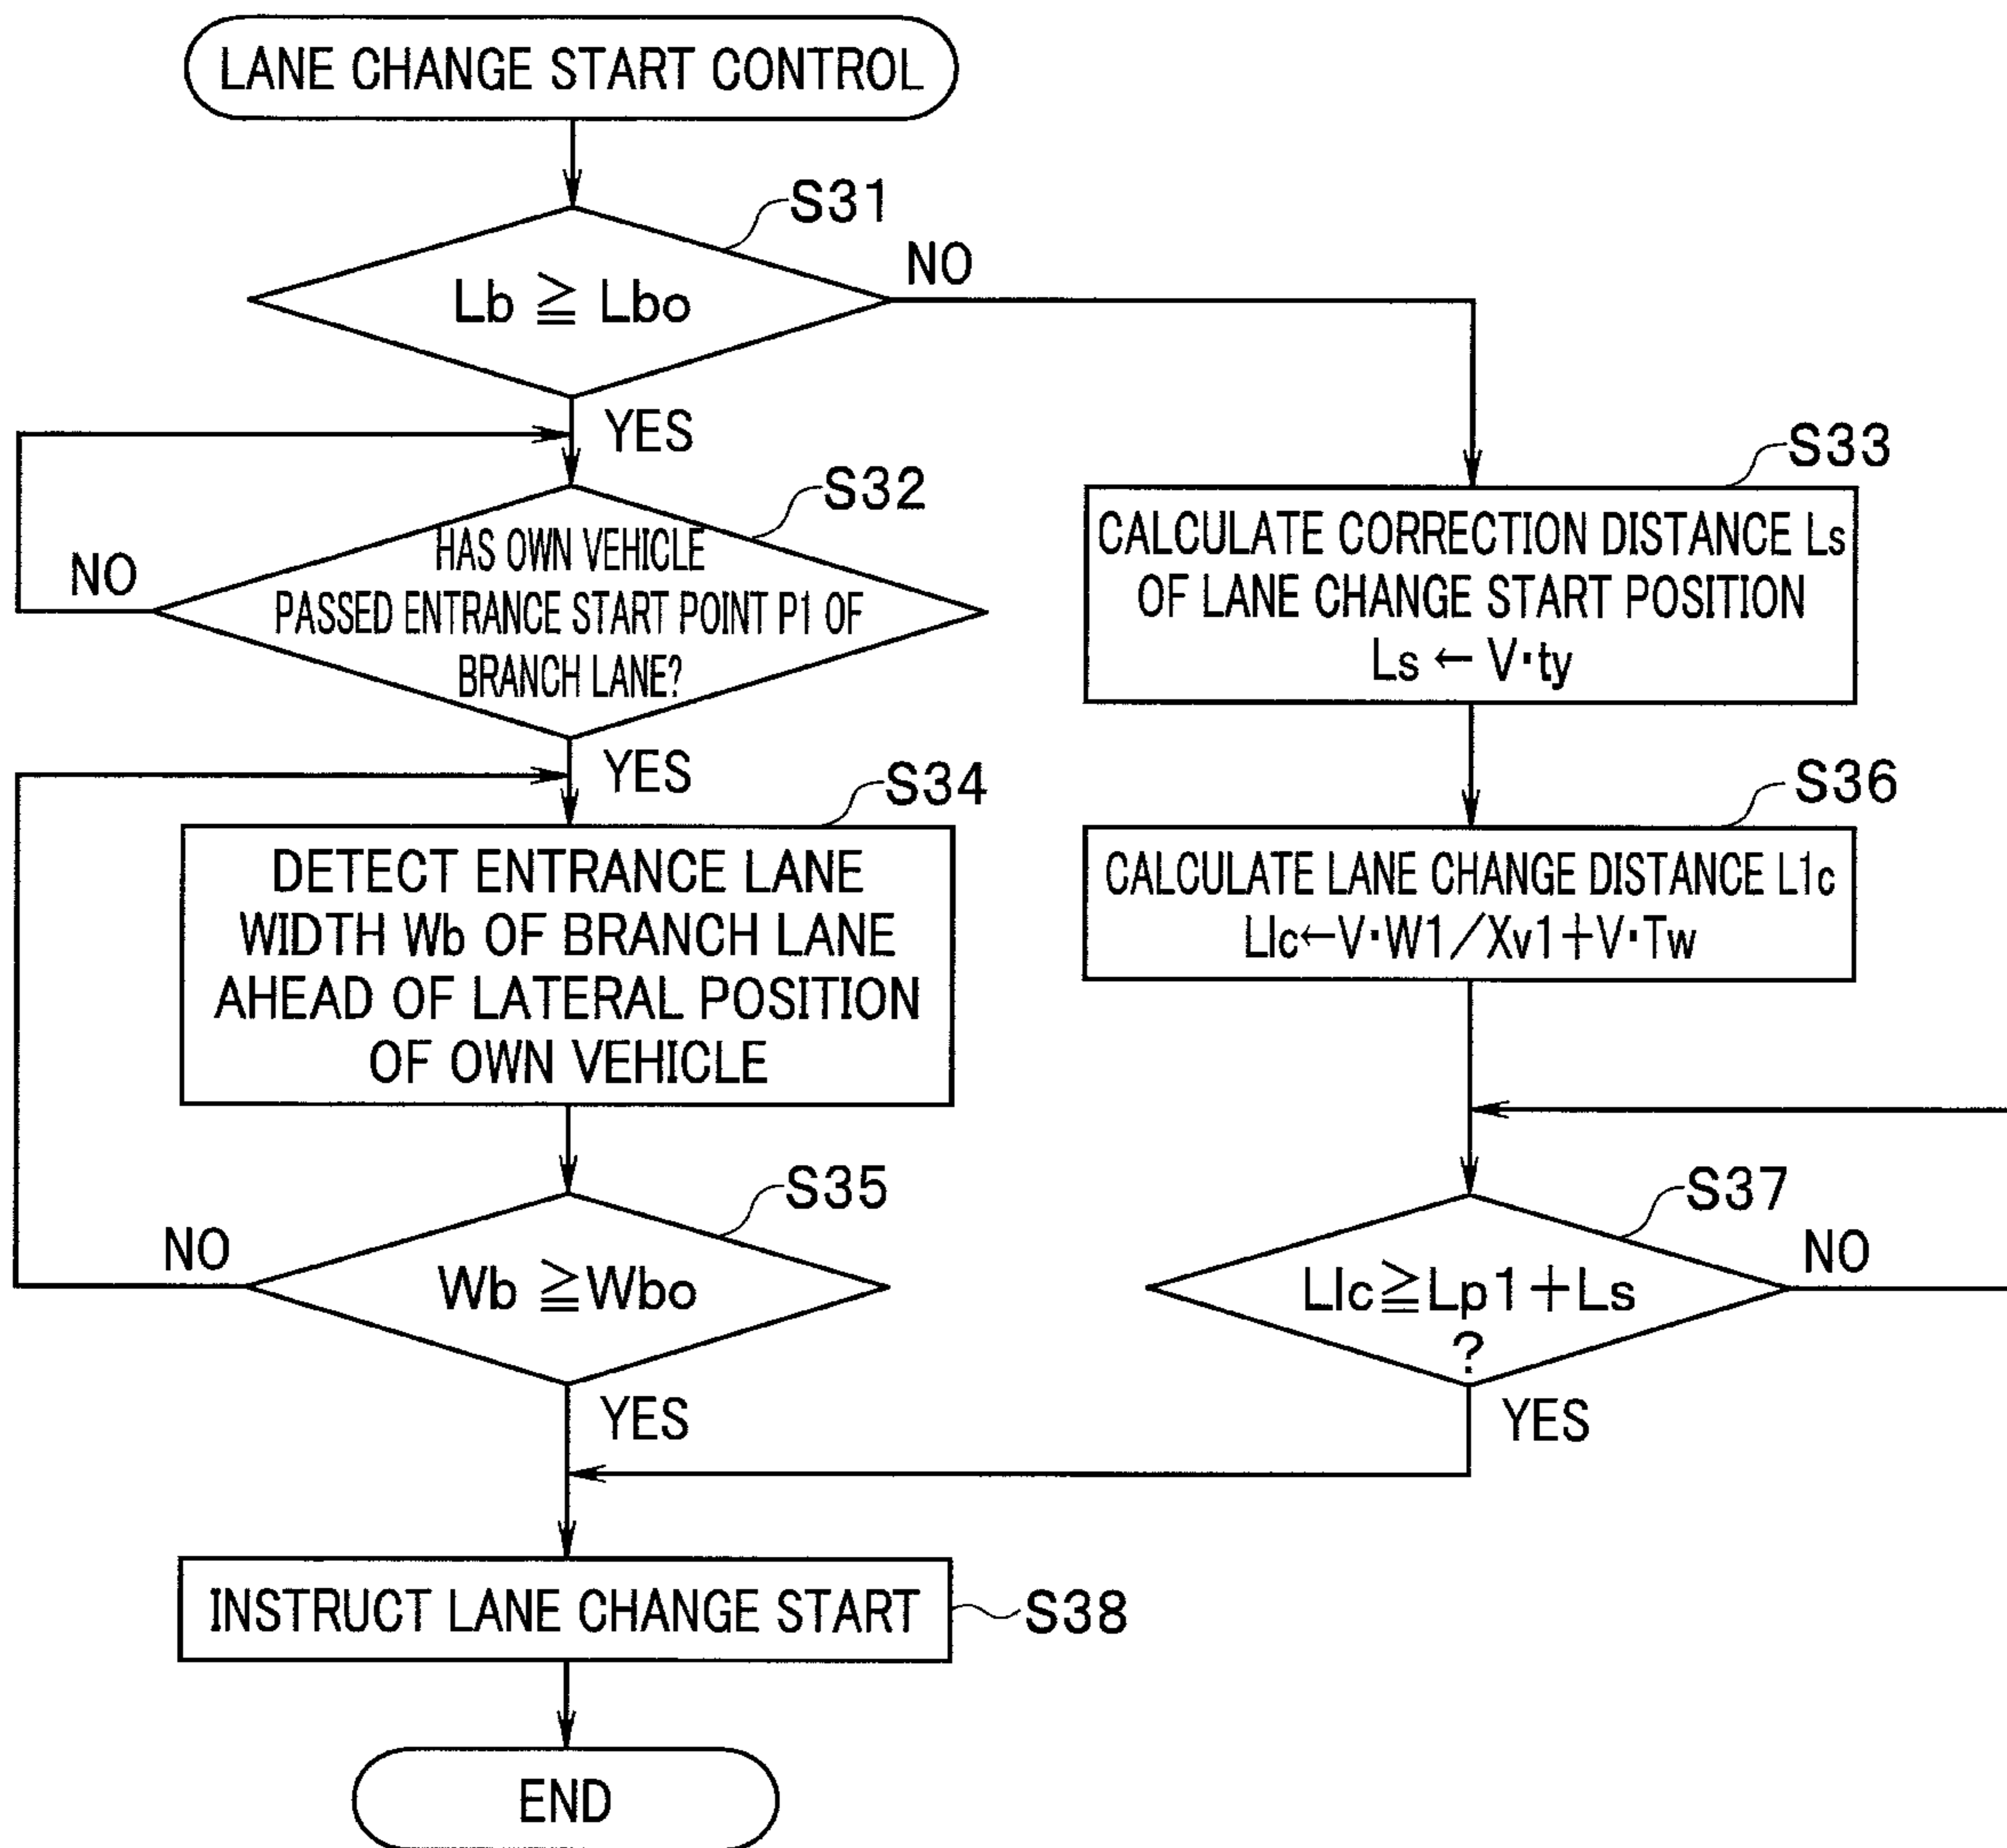 LANE CHANGE START CONTROL
S31
Lb ≧ Lbo
NO
YES
S32
HAS OWN VEHICLE
PASSED ENTRANCE START POINT P1 OF
BRANCH LANE?
NO
YES
S33
CALCULATE CORRECTION DISTANCE Ls
OF LANE CHANGE START POSITION
Ls ← V·ty
S34
DETECT ENTRANCE LANE
WIDTH Wb OF BRANCH LANE
AHEAD OF LATERAL POSITION
OF OWN VEHICLE
S36
CALCULATE LANE CHANGE DISTANCE L1c
Llc←V·W1/Xv1+V·Tw
S35
Wb ≧Wbo
NO
YES
S37
Llc≧Lp1+Ls
?
NO
YES
INSTRUCT LANE CHANGE START
S38
END